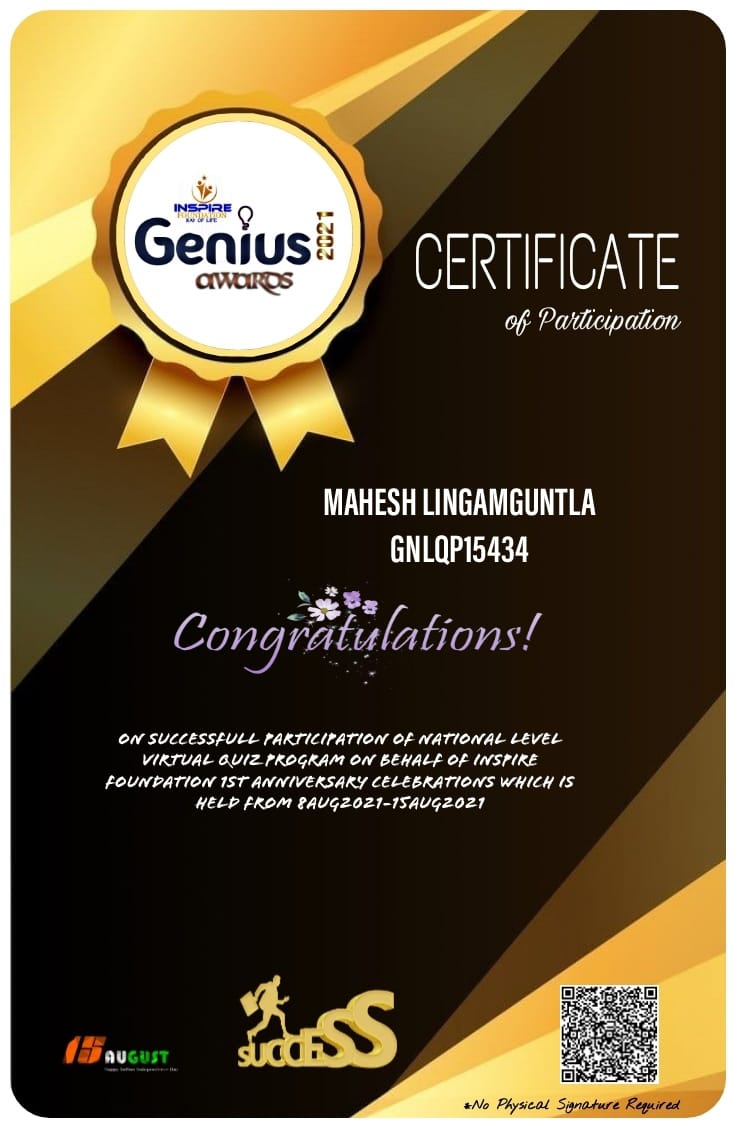 INSPIRE
FOUNDATION
RAY OF LIFE
Genius 2021
awards
CERTIFICATE
of Participation
MAHESH LINGAMGUNTLA
GNLQP15434
Congratulations!
ON SUCCESSFULL PARTICIPATION OF NATIONAL LEVEL
VIRTUAL QUIZ PROGRAM ON BEHALF OF INSPIRE
FOUNDATION 1ST ANNIVERSARY CELEBRATIONS WHICH IS
HELD FROM 8AUG2021-15AUG2021
SUCCESS
15 AUGUST
Happy Indian Independence Day
*No Physical Signature Required